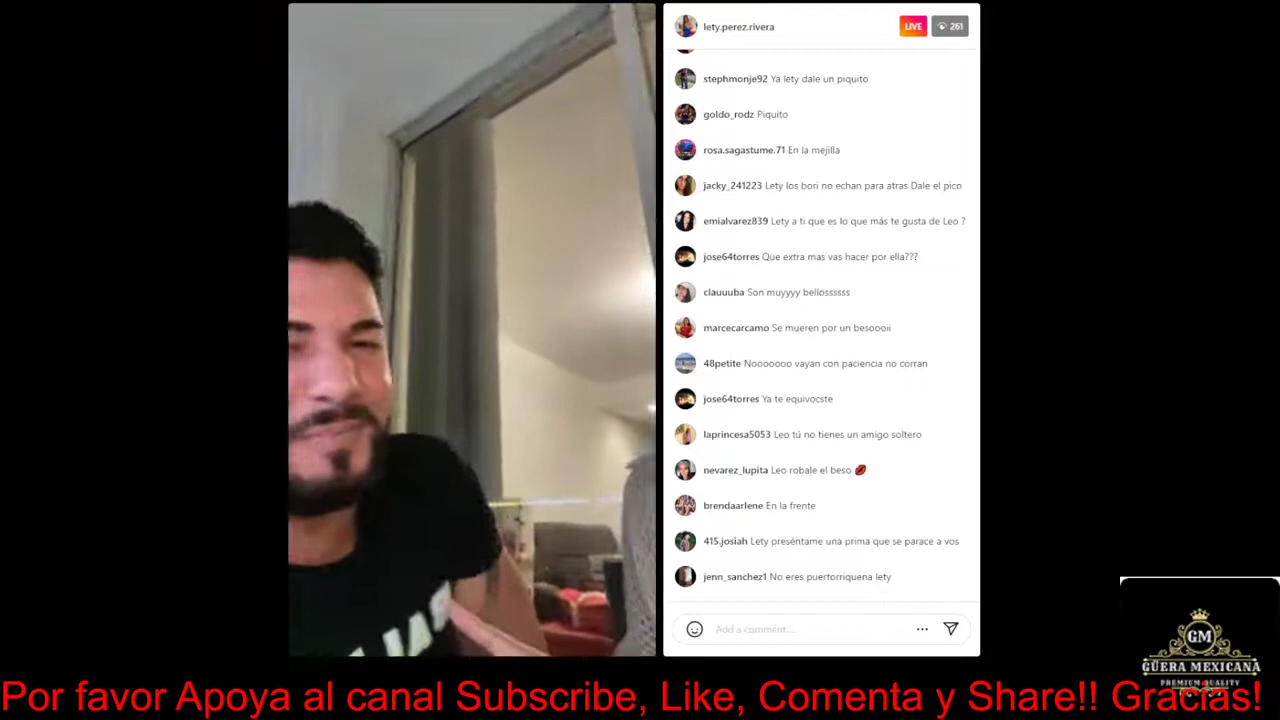 lety.perez.rivera
LIVE 261
stephmonje92 Ya lety dale un piquito
goldo_rodz Piquito
rosa.sagastume.71 En la mejilla
jacky_241223 Lety los bori no echan para atras Dale el pico
emialvarez839 Lety a ti que es lo que más te gusta de Leo ?
jose64torres Que extra mas vas hacer por ella???
clauuuba Son muyyyy bellossssss
marcecarcamo Se mueren por un besoooii
48petite Nooooooo vayan con paciencia no corran
jose64torres Ya te equivocste
laprincesa5053 Leo tú no tienes un amigo soltero
nevarez_lupita Leo robale el beso 💋
brendaarlene En la frente
415.josiah Lety preséntame una prima que se parace a vos
jenn_sanchez1 No eres puertorriquena lety
Add a comment...
GM
GÜERA MEXICANA
PREMIUM QUALITY
Por favor Apoya al canal Subscribe, Like, Comenta y Share!! Gracias!